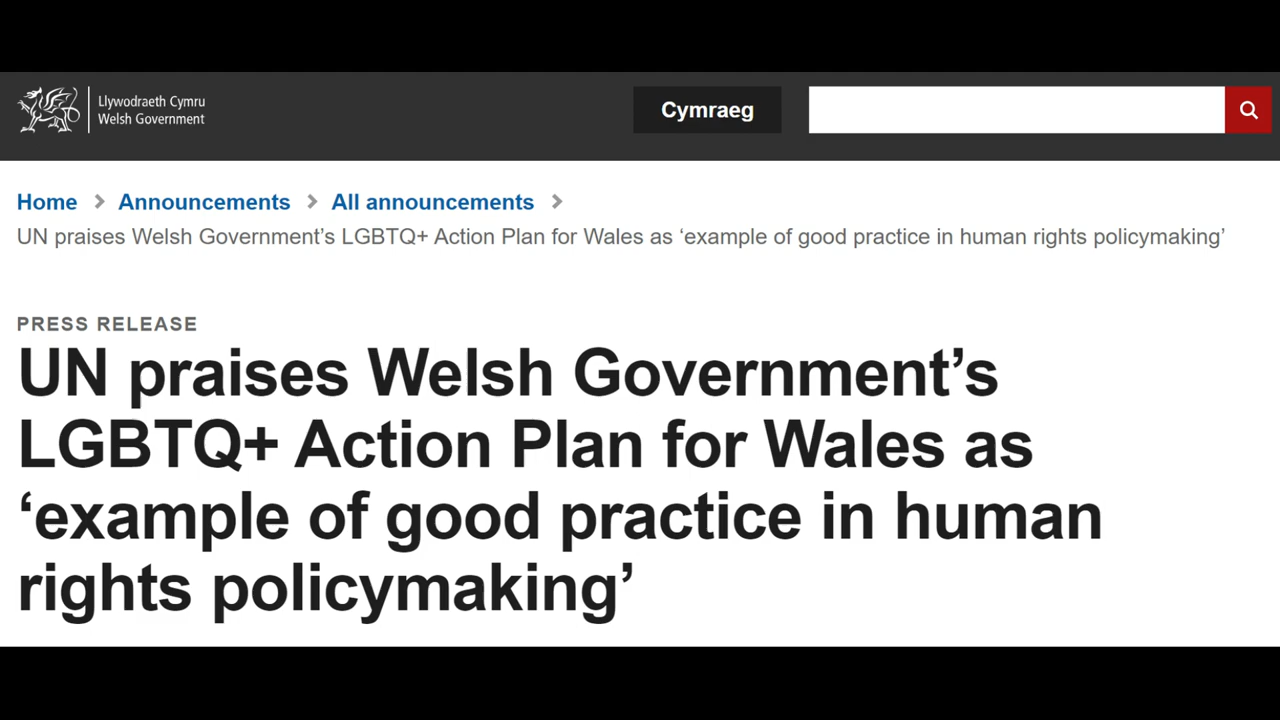 Llywodraeth Cymru
Welsh Government
Cymraeg
Home > Announcements > All announcements >
UN praises Welsh Government’s LGBTQ+ Action Plan for Wales as ‘example of good practice in human rights policymaking’
PRESS RELEASE
UN praises Welsh Government’s
LGBTQ+ Action Plan for Wales as
‘example of good practice in human
rights policymaking’